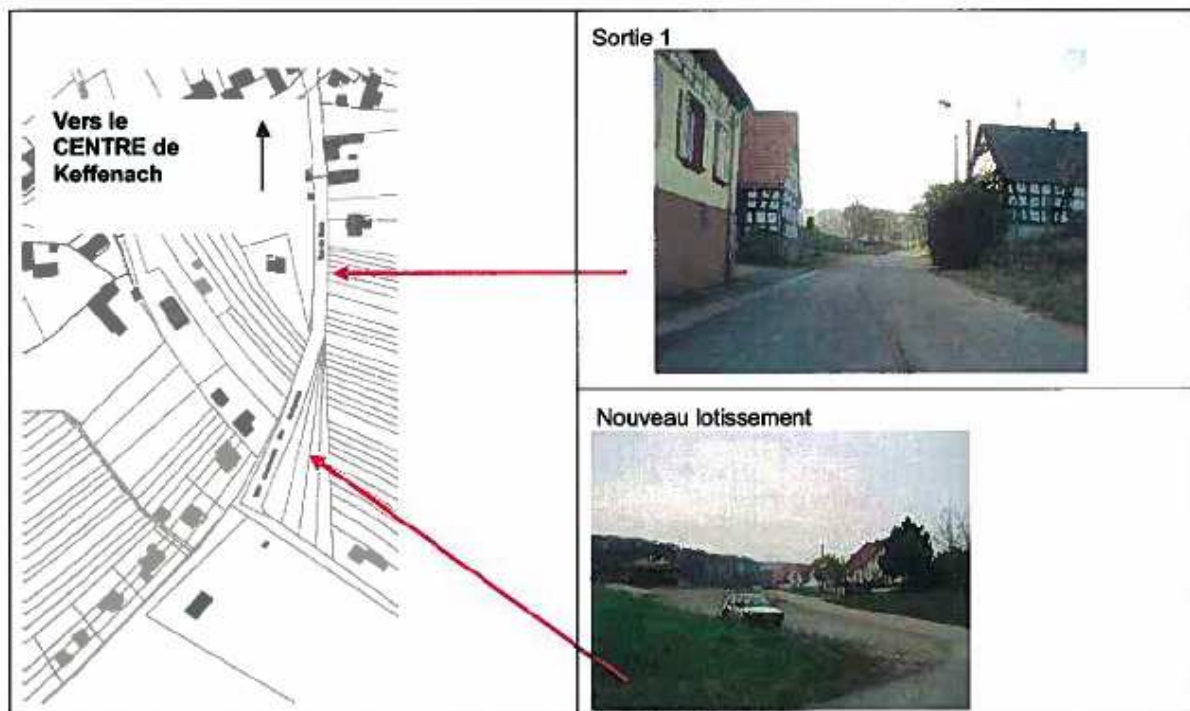 Vers le
CENTRE de
Keffenach
Sortie 1
Nouveau lotissement